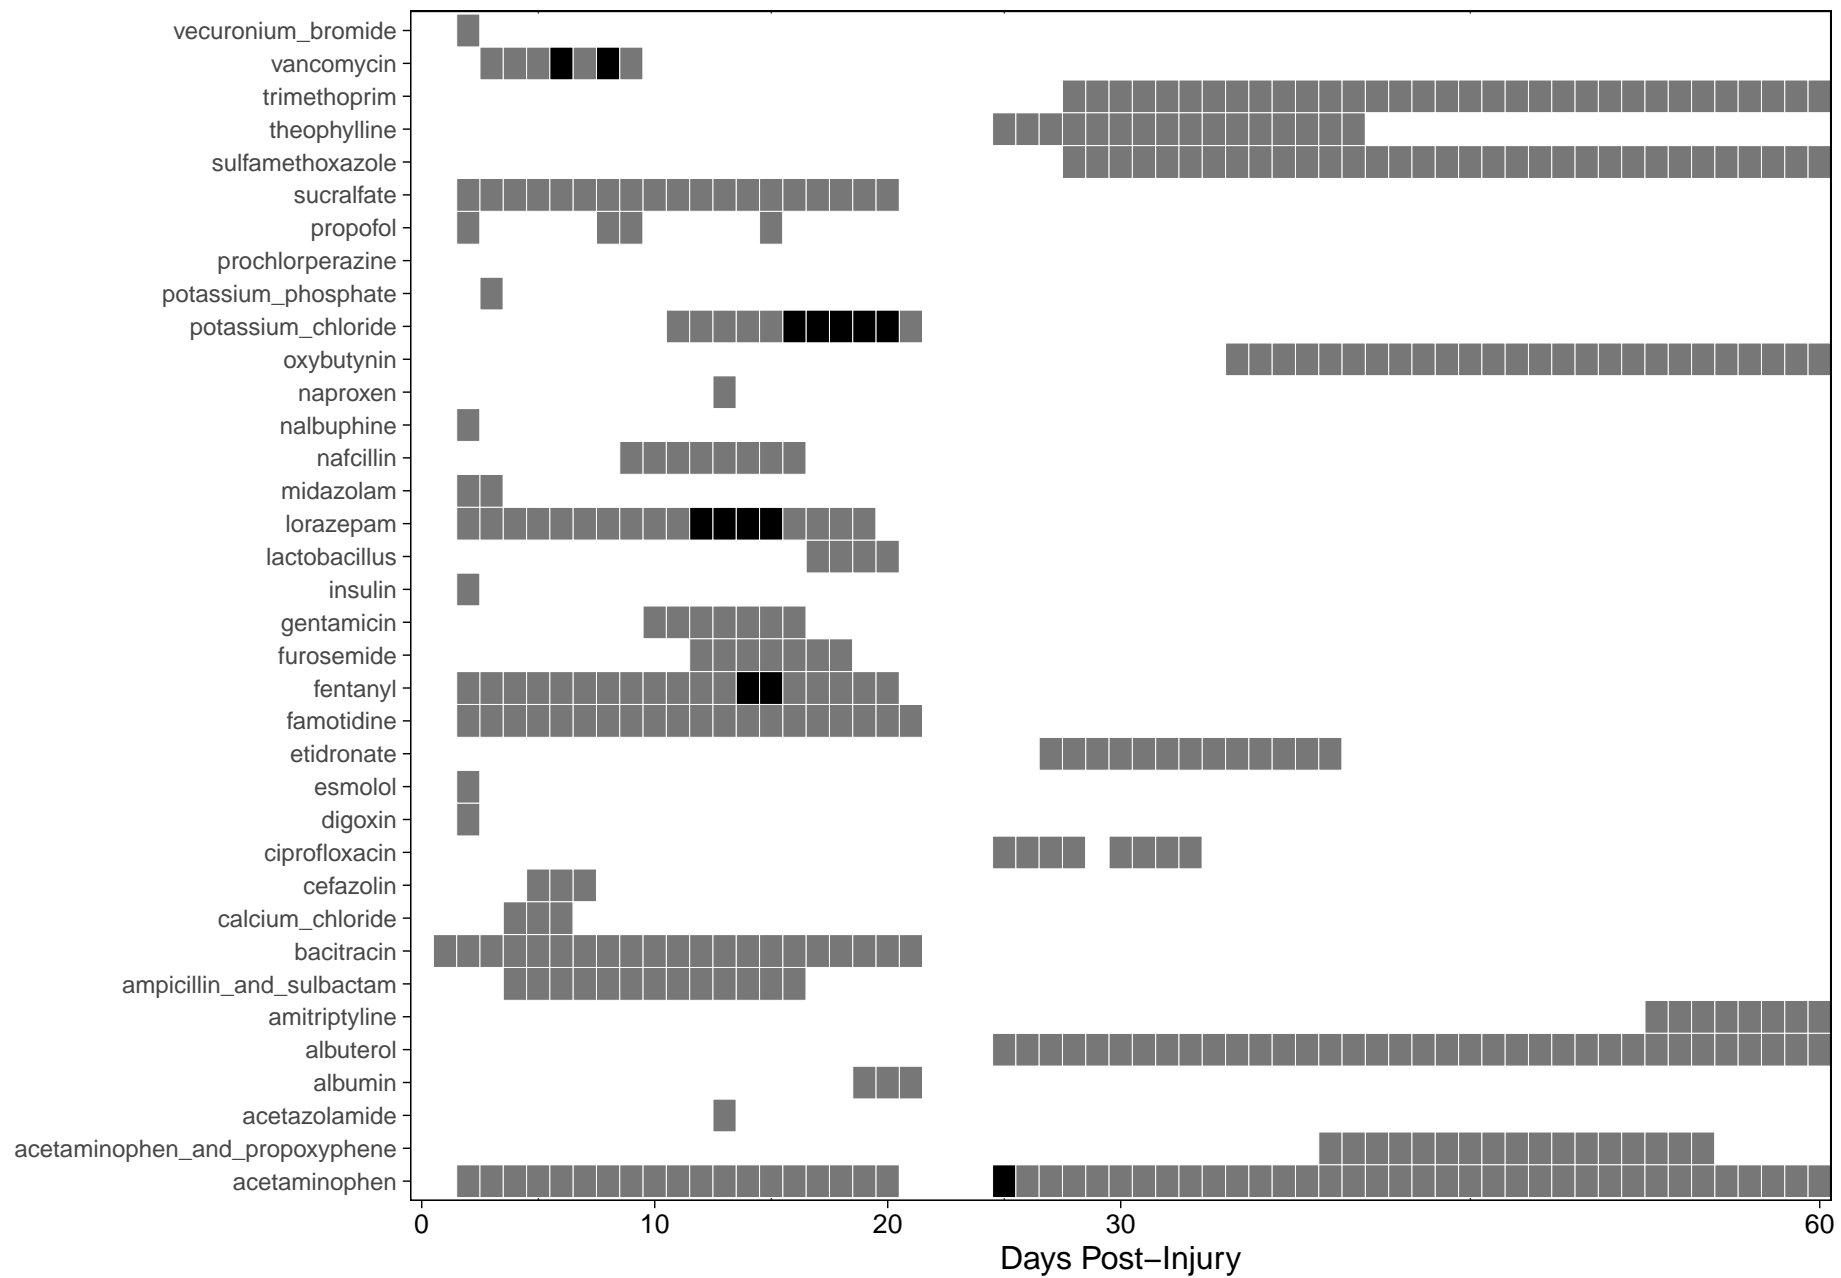 vecuronium_bromide
vancomycin
trimethoprim
theophylline
sulfamethoxazole
sucralfate
propofol
prochlorperazine
potassium_phosphate
potassium_chloride
oxybutynin
naproxen
nalbuphine
nafcillin
midazolam
lorazepam
lactobacillus
insulin
gentamicin
furosemide
fentanyl
famotidine
etidronate
esmolol
digoxin
ciprofloxacin
cefazolin
calcium_chloride
bacitracin
ampicillin_and_sulbactam
amitriptyline
albuterol
albumin
acetazolamide
acetaminophen_and_propoxyphene
acetaminophen
0 10 20 30 60
Days Post−Injury